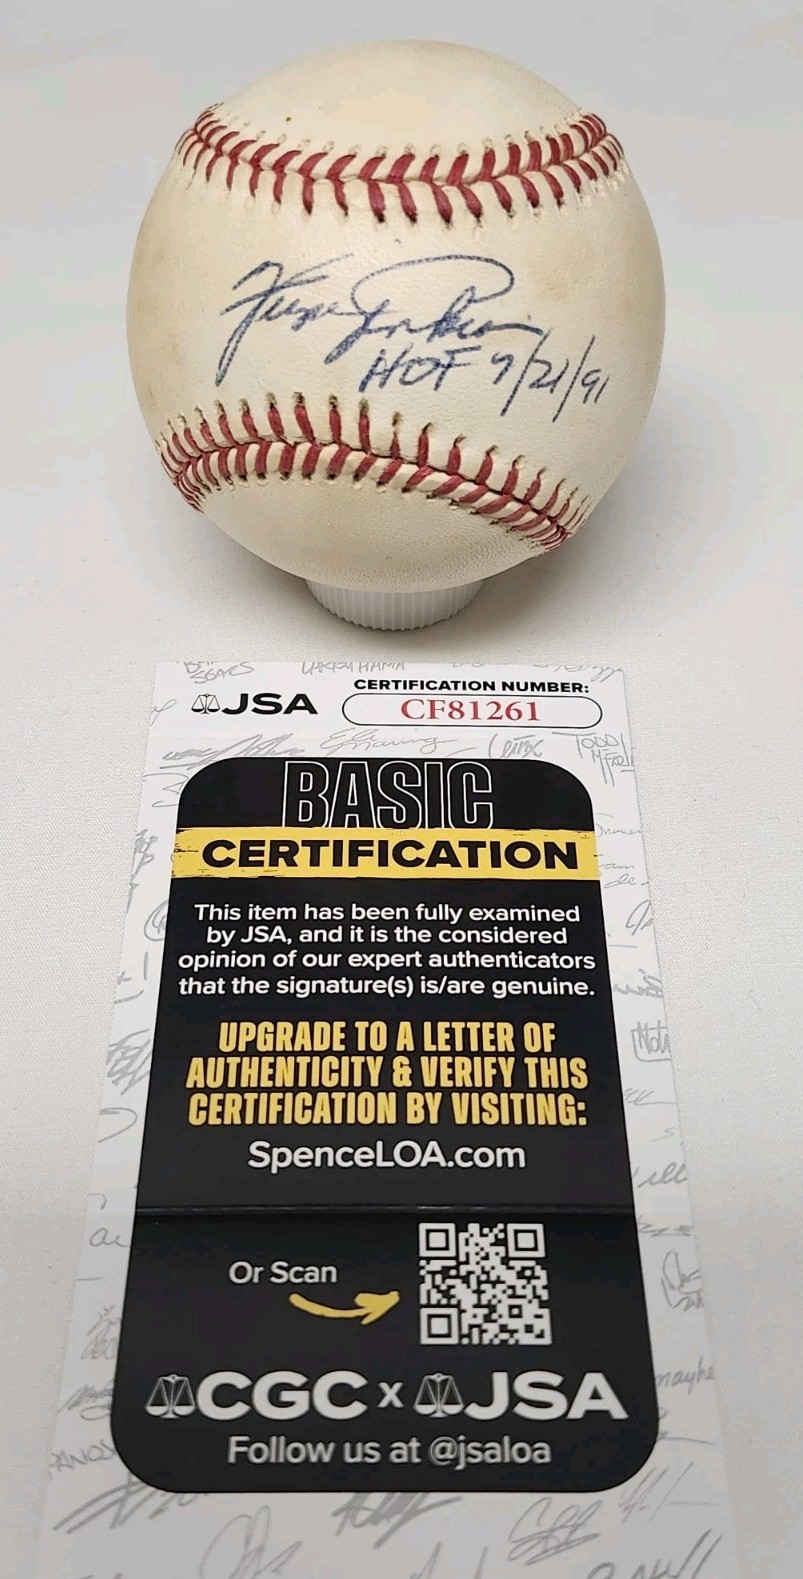 Fergie Jenkins
HOF 7/21/91
JSA
CERTIFICATION NUMBER:
CF81261
BASIC
CERTIFICATION
This item has been fully examined
by JSA, and it is the considered
opinion of our expert authenticators
that the signature(s) is/are genuine.
UPGRADE TO A LETTER OF
AUTHENTICITY & VERIFY THIS
CERTIFICATION BY VISITING:
SpenceLOA.com
Or Scan
CGC x JSA
Follow us at @jsaloa